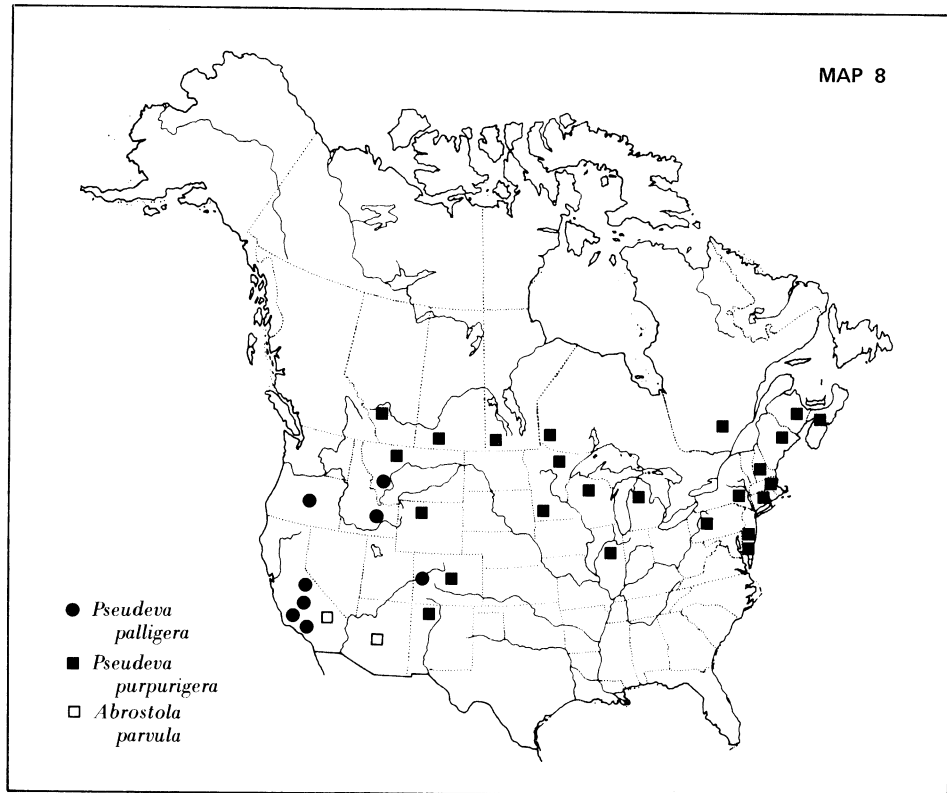 MAP 8
Pseudeva
palligera
Pseudeva
purpurigera
Abrostola
parvula